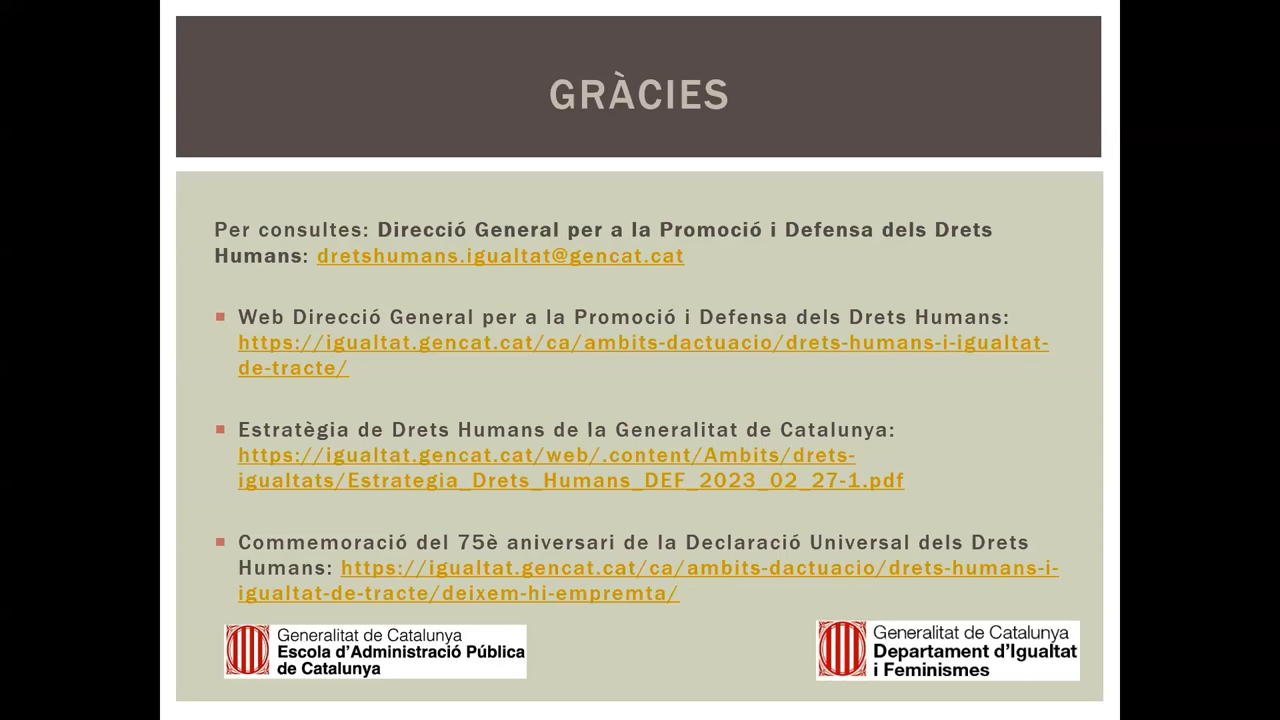 GRÀCIES
Per consultes: Direcció General per a la Promoció i Defensa dels Drets
Humans: dretshumans.igualtat@gencat.cat
Web Direcció General per a la Promoció i Defensa dels Drets Humans:
https://igualtat.gencat.cat/ca/ambits-dactuacio/drets-humans-i-igualtat-
de-tracte/
Estratègia de Drets Humans de la Generalitat de Catalunya:
https://igualtat.gencat.cat/web/.content/Ambits/drets-
igualtats/Estrategia_Drets_Humans_DEF_2023_02_27-1.pdf
Commemoració del 75è aniversari de la Declaració Universal dels Drets
Humans: https://igualtat.gencat.cat/ca/ambits-dactuacio/drets-humans-i-
igualtat-de-tracte/deixem-hi-empremta/
Generalitat de Catalunya
Escola d'Administració Pública
de Catalunya
Generalitat de Catalunya
Departament d'Igualtat
i Feminismes